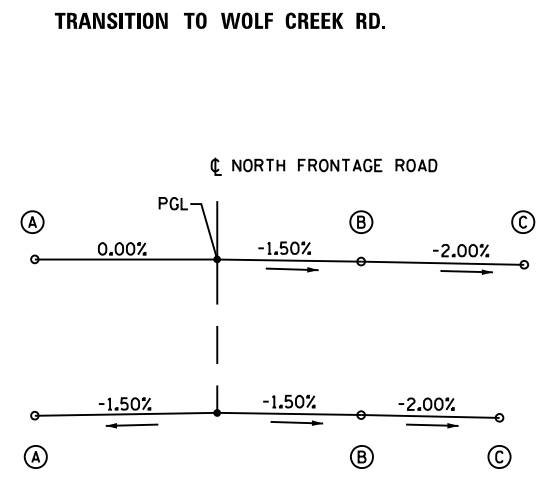 TRANSITION TO WOLF CREEK RD.
℄ NORTH FRONTAGE ROAD
PGL
A B C
0.00% -1.50% -2.00%
-1.50% -1.50% -2.00%
A B C